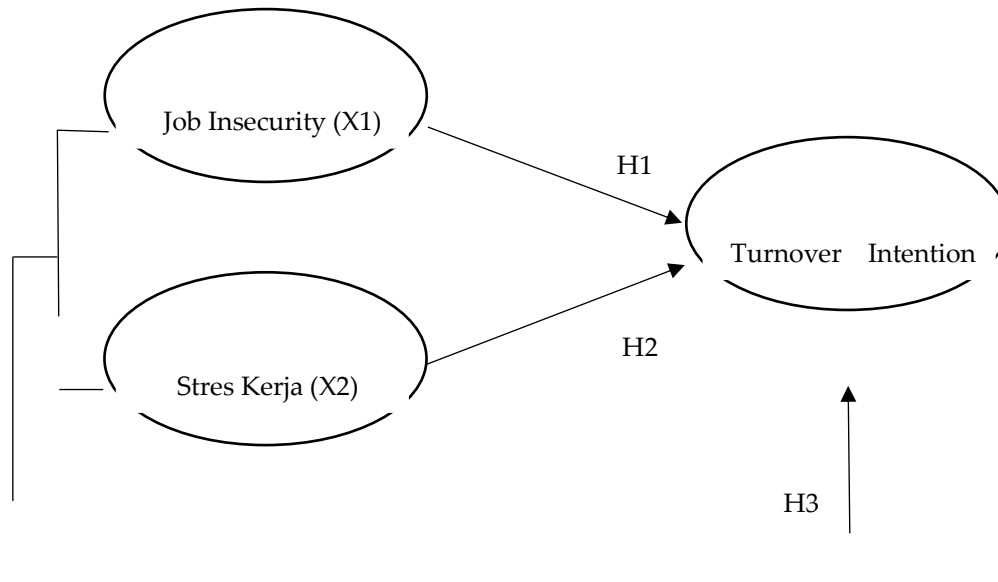 Job Insecurity (X1)
H1
Turnover Intention
H2
Stres Kerja (X2)
H3